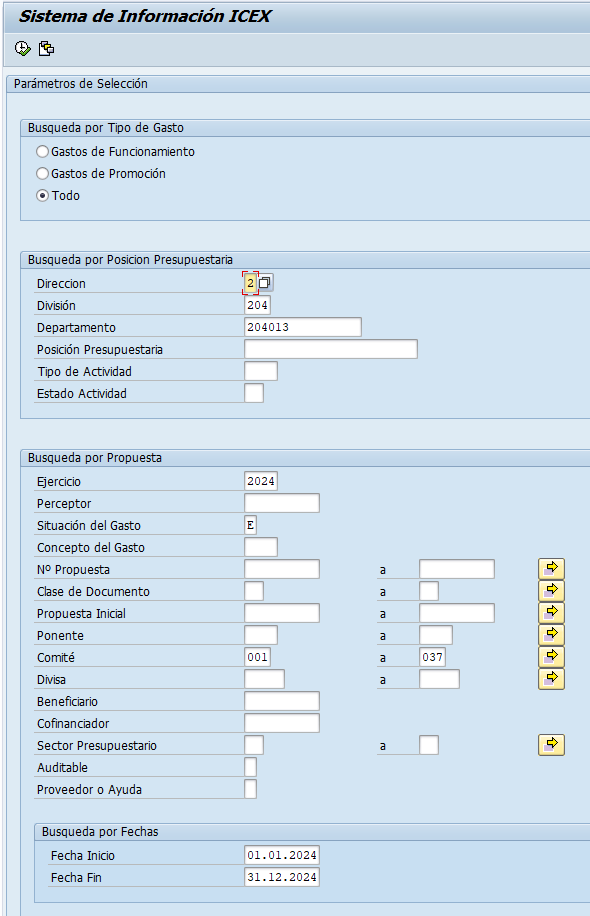 Sistema de Información ICEX
Parámetros de Selección
Busqueda por Tipo de Gasto
Gastos de Funcionamiento
Gastos de Promoción
Todo
Busqueda por Posicion Presupuestaria
Direccion 2
División 204
Departamento 204013
Posición Presupuestaria
Tipo de Actividad
Estado Actividad
Busqueda por Propuesta
Ejercicio 2024
Perceptor
Situación del Gasto E
Concepto del Gasto
Nº Propuesta a
Clase de Documento a
Propuesta Inicial a
Ponente a
Comité 001 a 037
Divisa a
Beneficiario
Cofinanciador
Sector Presupuestario a
Auditable
Proveedor o Ayuda
Busqueda por Fechas
Fecha Inicio 01.01.2024
Fecha Fin 31.12.2024